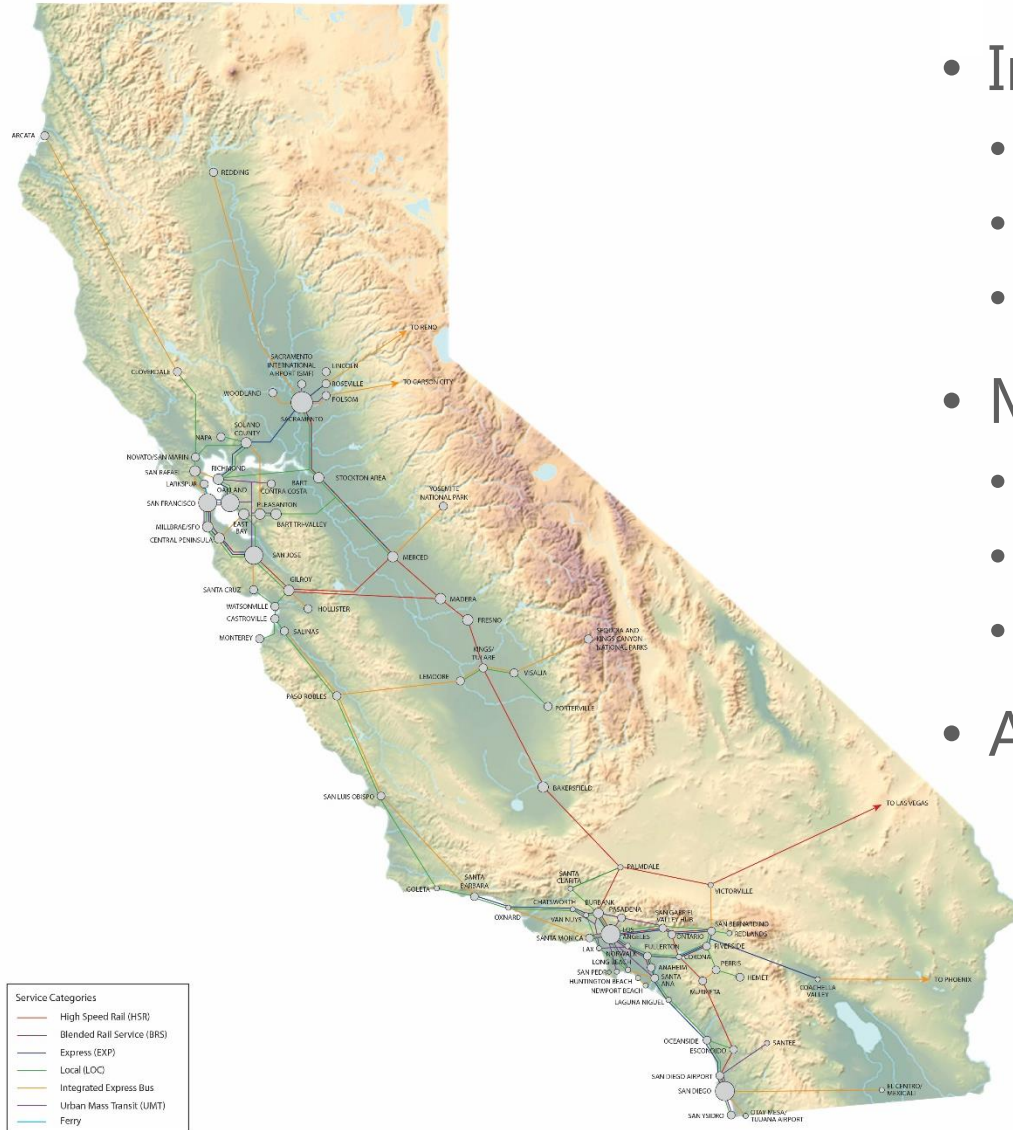 ARCATA
REDDING
TO RENO
SACRAMENTO
INTERNATIONAL
AIRPORT (SMF)
LINCOLN
CLOVERDALE
ROSEVILLE
TO CARSON CITY
WOODLAND
FOLSOM
SACRAMENTO
SOLANO
COUNTY
NAPA
NOVATO/SAN MARIN
RICHMOND
SAN RAFAEL
LARKSPUR
OAKLAND
BART
CONTRA COSTA
STOCKTON AREA
YOSEMITE
NATIONAL PARK
SAN FRANCISCO
PLEASANTON
EAST
BAY
BART TRI-VALLEY
MILLBRAE/SFO
CENTRAL PENINSULA
SAN JOSE
MERCED
SANTA CRUZ
GILROY
MADERA
WATSONVILLE
HOLLISTER
CASTROVILLE
FRESNO
SALINAS
MONTEREY
SEQUOIA AND
KINGS CANYON
NATIONAL PARKS
KINGS/
TULARE
LEMOORE
VISALIA
PASO ROBLES
PORTERVILLE
BAKERSFIELD
SAN LUIS OBISPO
TO LAS VEGAS
PALMDALE
SANTA
CLARITA
VICTORVILLE
GOLETA
SANTA
BARBARA
OXNARD
CHATSWORTH
BURBANK
VAN NUYS
PASADENA
SAN GABRIEL
VALLEY HUB
SAN BERNARDINO
REDLANDS
SANTA MONICA
LOS
ANGELES
ONTARIO
LAX
NORWALK
FULLERTON
CORONA
RIVERSIDE
LONG BEACH
ANAHEIM
PERRIS
HEMET
SAN PEDRO
SANTA
ANA
HUNTINGTON BEACH
NEWPORT BEACH
MURRIETA
COACHELLA
VALLEY
TO PHOENIX
LAGUNA NIGUEL
OCEANSIDE
ESCONDIDO
SANTEE
SAN DIEGO AIRPORT
SAN DIEGO
EL CENTRO/
MEXICALI
SAN YSIDRO
OTAY MESA/
TIJUANA AIRPORT
Service Categories
High Speed Rail (HSR)
Blended Rail Service (BRS)
Express (EXP)
Local (LOC)
Integrated Express Bus
Urban Mass Transit (UMT)
Ferry